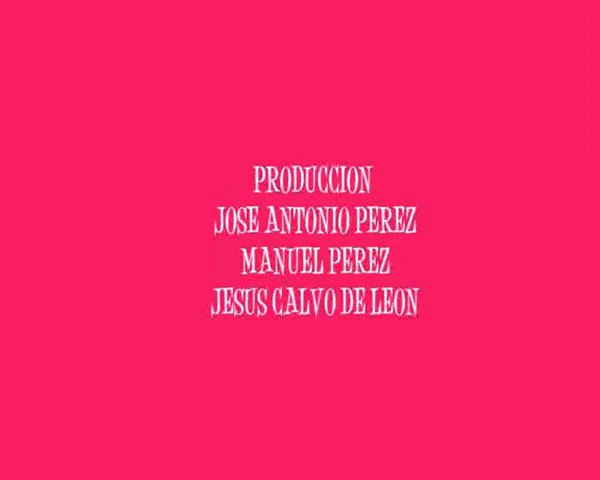 PRODUCCION
JOSE ANTONIO PEREZ
MANUEL PEREZ
JESUS CALVO DE LEON